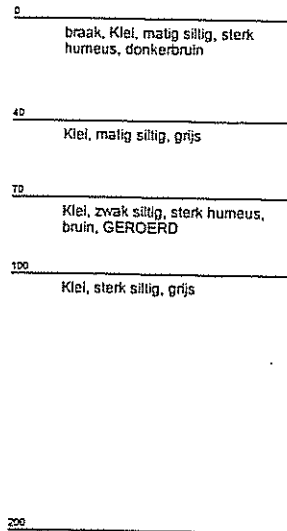 0
braak, Klei, matig siltig, sterk
humeus, donkerbruin
40
Klei, matig siltig, grijs
70
Klei, zwak siltig, sterk humeus,
bruin, GEROERD
100
Klei, sterk siltig, grijs
200